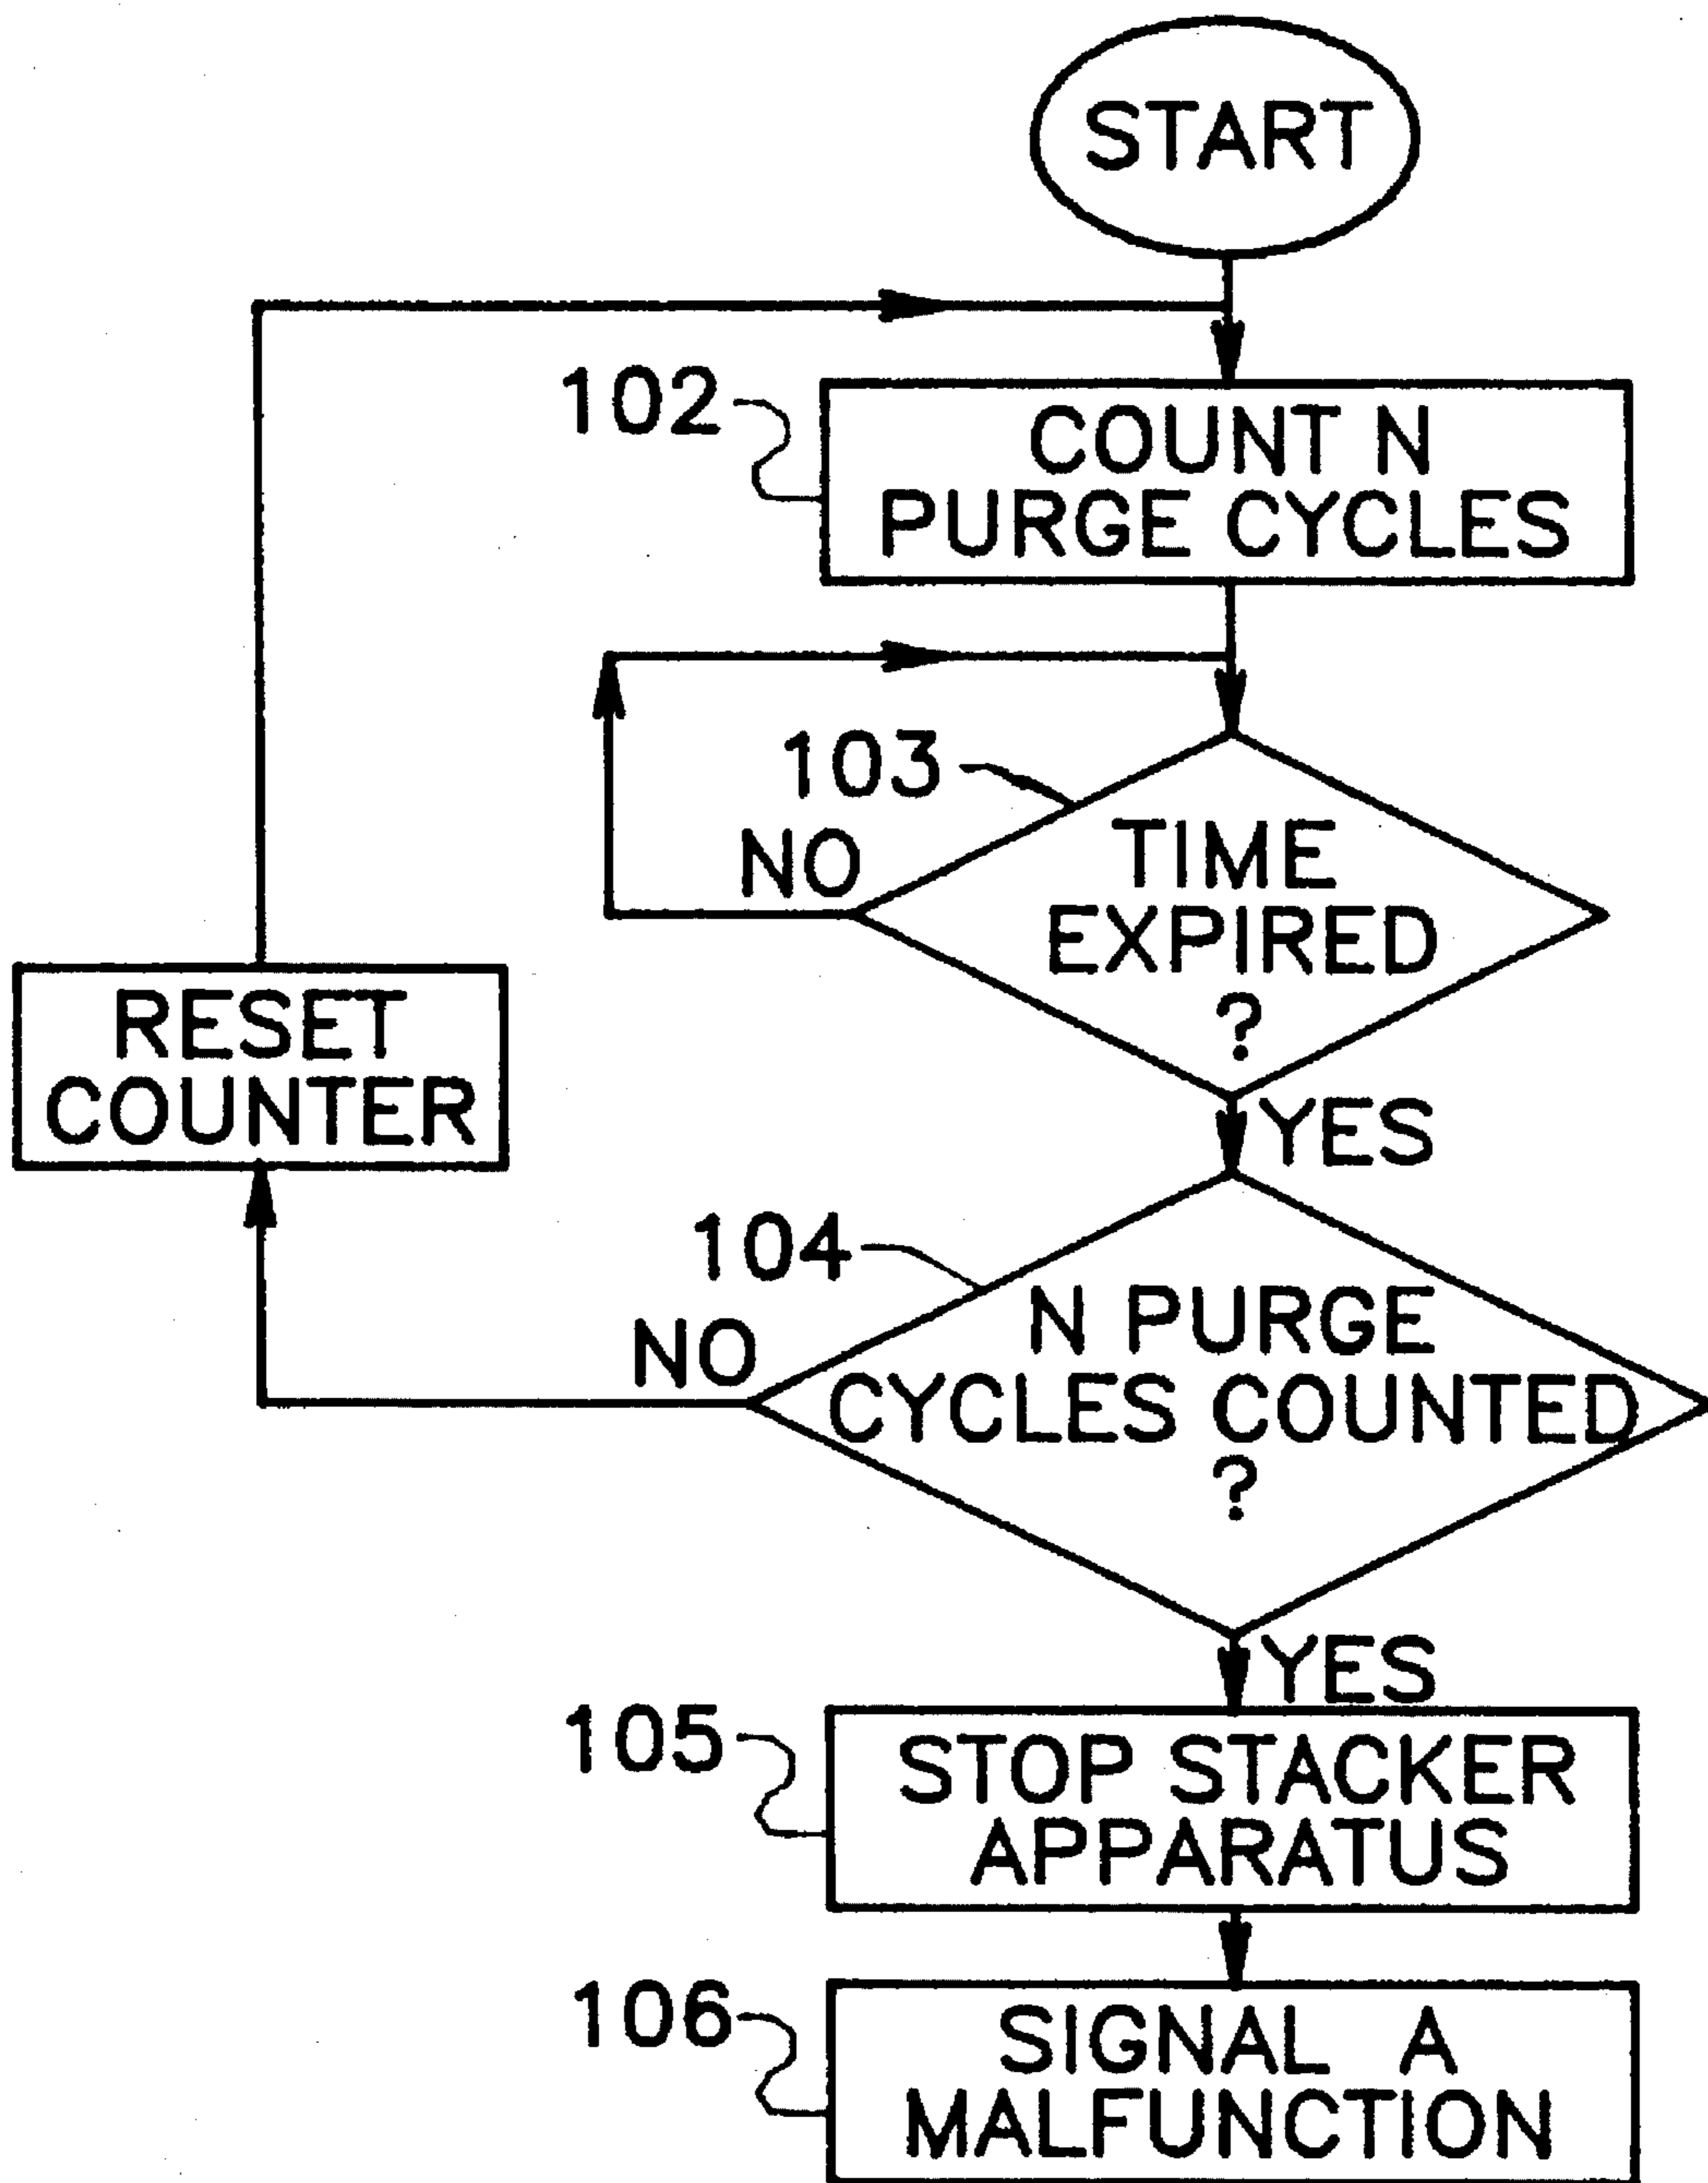 START
102
COUNT N
PURGE CYCLES
103
NO
TIME
EXPIRED
?
YES
RESET
COUNTER
104
NO
N PURGE
CYCLES COUNTED
?
YES
105
STOP STACKER
APPARATUS
106
SIGNAL A
MALFUNCTION